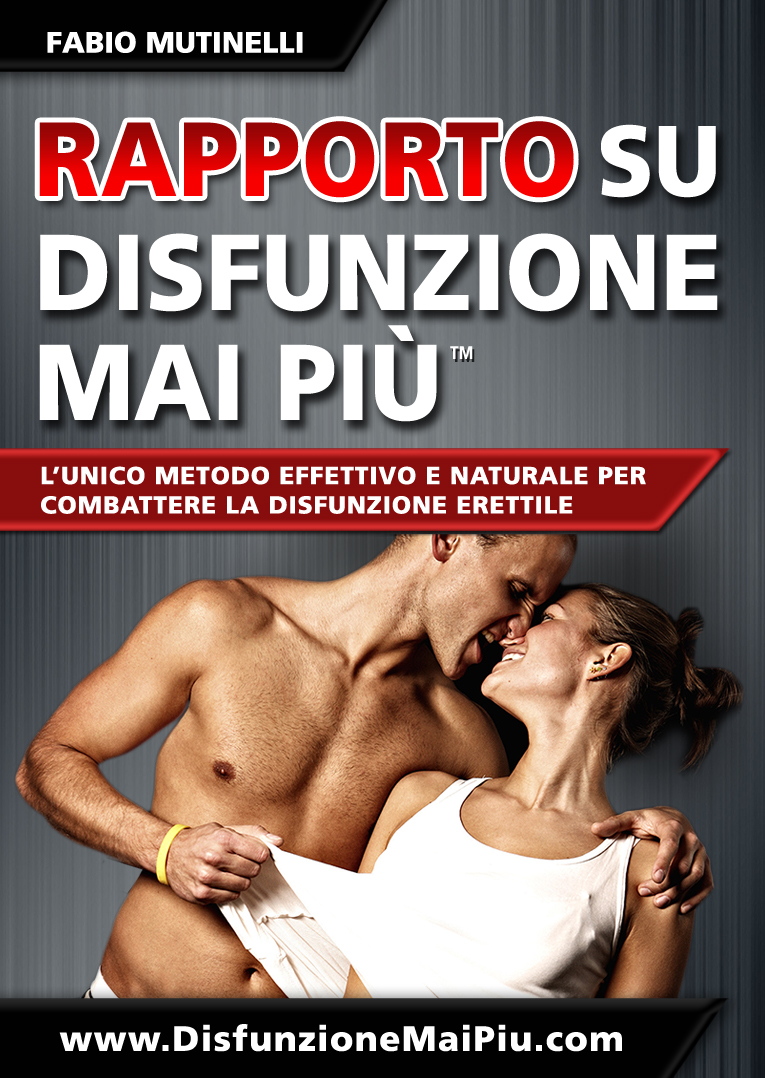 FABIO MUTINELLI
RAPPORTO SU
DISFUNZIONE
MAI PIÙ™
L'UNICO METODO EFFETTIVO E NATURALE PER
COMBATTERE LA DISFUNZIONE ERETTILE
www.DisfunzioneMaiPiu.com